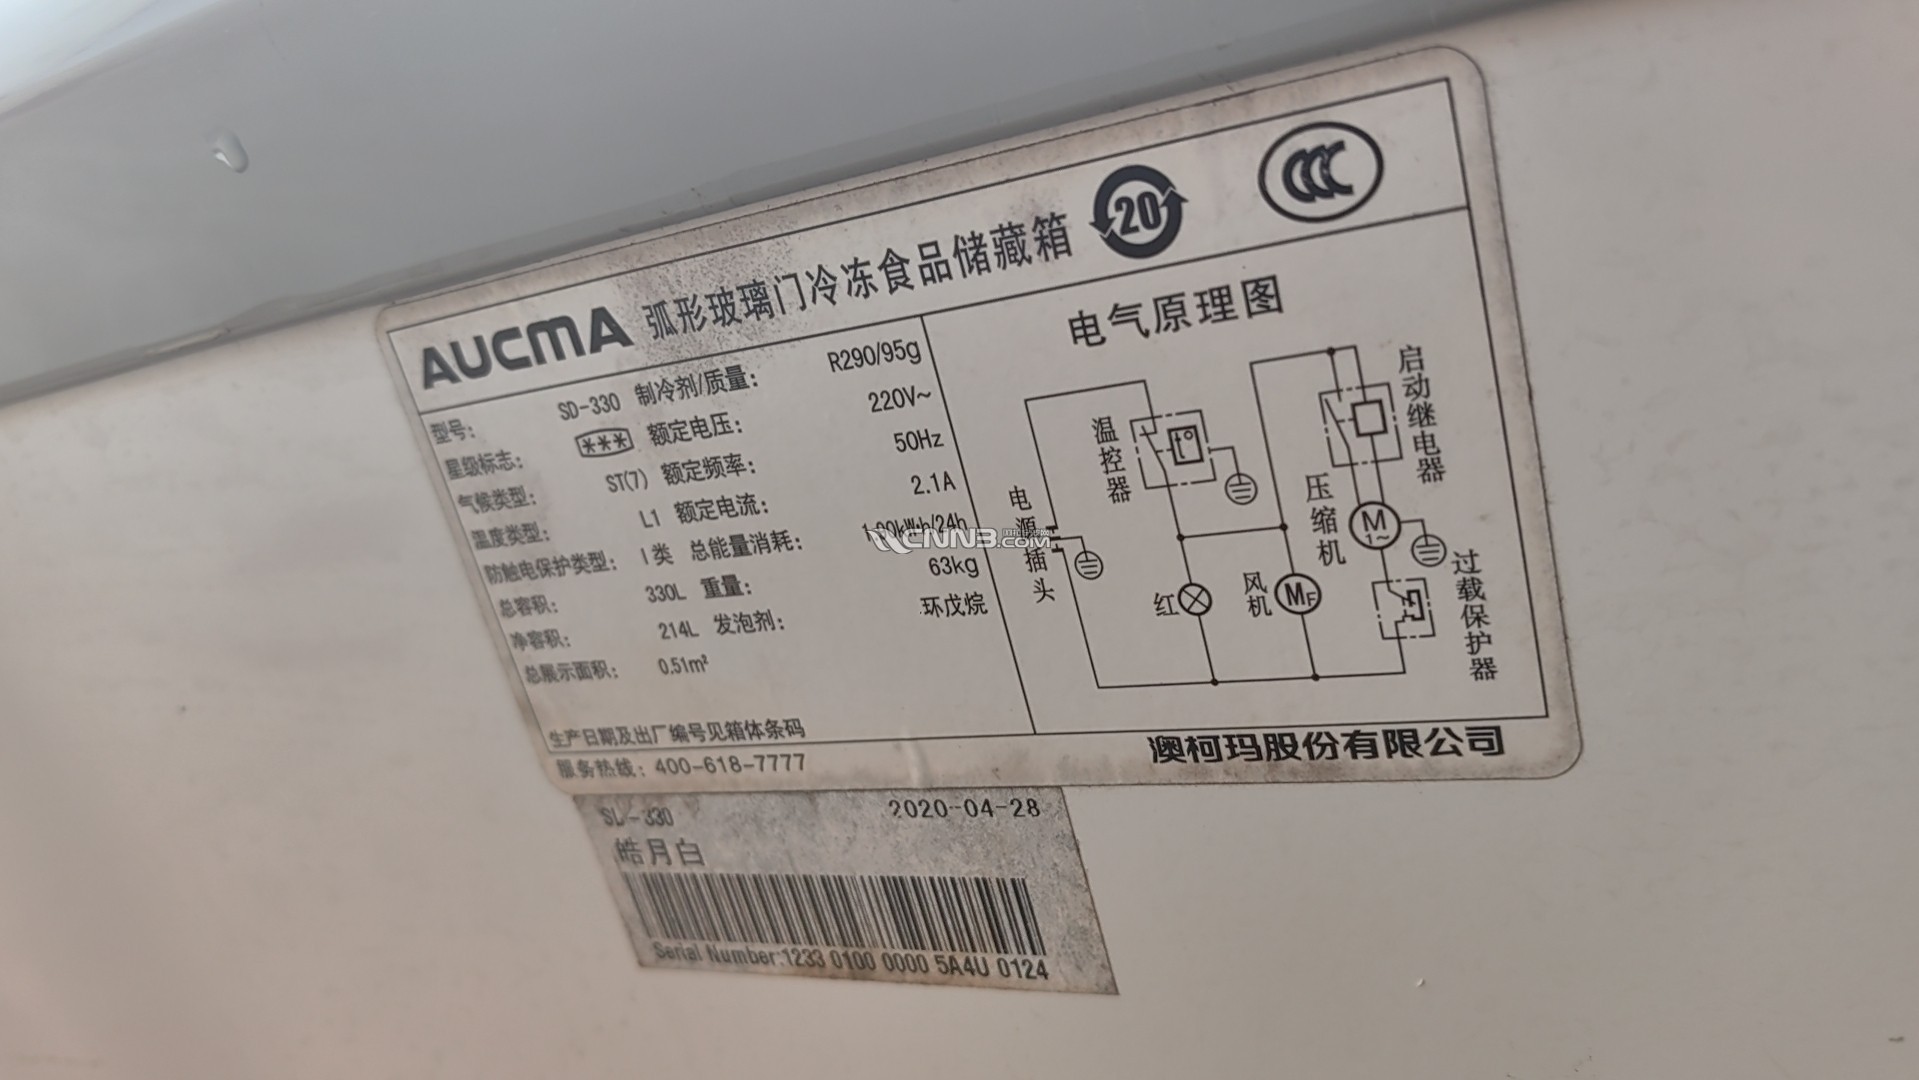 AUCMA 弧形玻璃门冷冻食品储藏箱 20
型号: SD-330 制冷剂/质量: R290/95g
星级标志: *** 额定电压: 220V~
气候类型: ST(7) 额定频率: 50Hz
温度类型: L1 额定电流: 2.1A
防触电保护类型: I类 总能量消耗:
总容积: 330L 重量: 63kg
净容积: 214L 发泡剂: 环戊烷
总展示面积: 0.51m²
生产日期及出厂编号见箱体条码
服务热线: 400-618-7777
电气原理图
电源插头
温控器
t°
启动继电器
压缩机
M
1~
红
风机
MF
过载保护器
澳柯玛股份有限公司
CNNB.COM
SD-330 2020-04-28
皓月白
Serial Number:1233 0100 0000 5A4U 0124